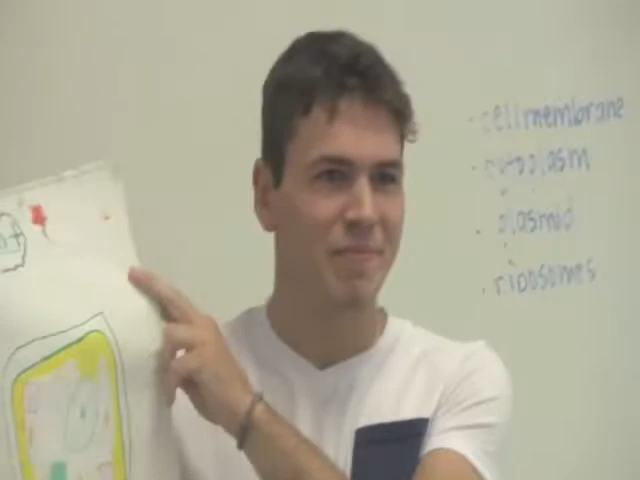 - cell membrane
- cytoplasm
- plasmid
- ribosomes